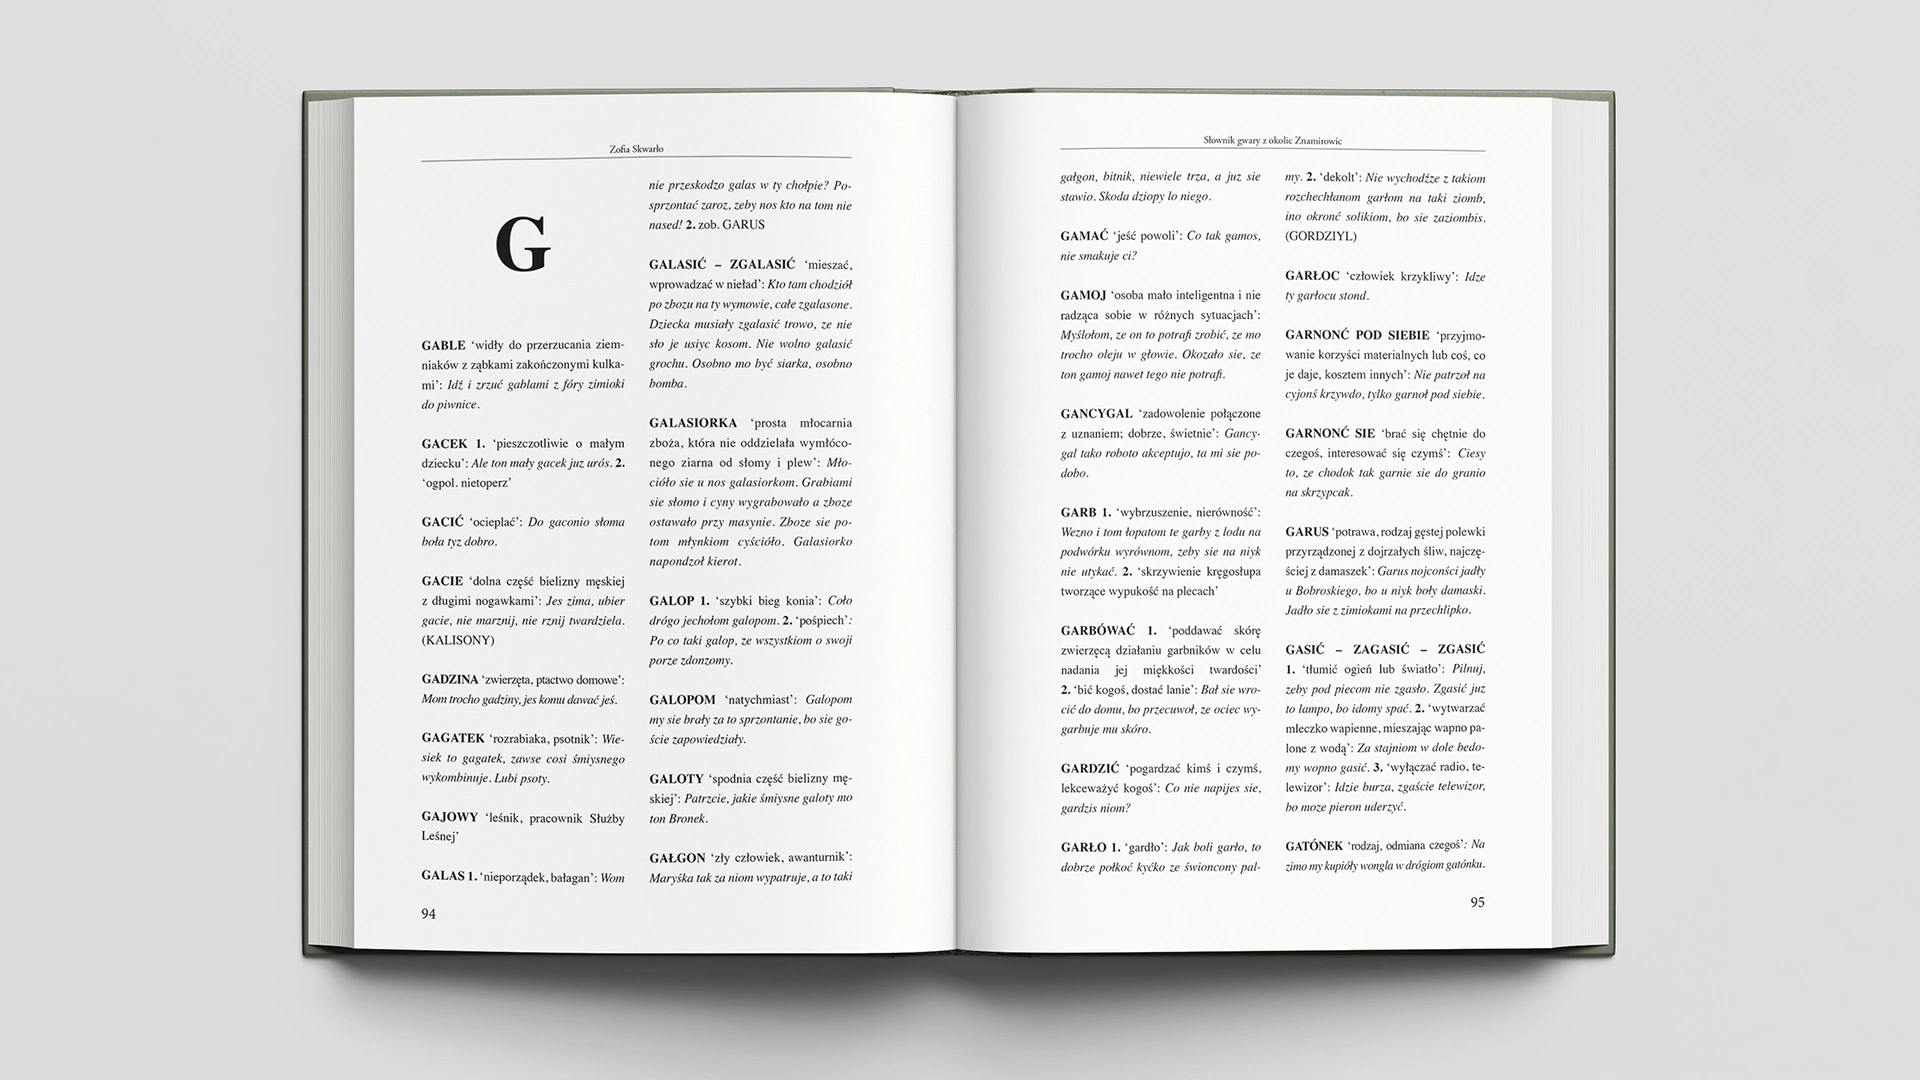 Zofia Skwarło
G
GABLE ‘widły do przerzucania ziem-
niaków z ząbkami zakończonymi kulka-
mi’: Idź i zrzuć gablami z fóry zimioki
do piwnice.
GACEK 1. ‘pieszczotliwie o małym
dziecku’: Ale ton mały gacek juz urós. 2.
‘ogpol. nietoperz’
GACIĆ ‘ocieplać’: Do gaconio słoma
boła tyz dobro.
GACIE ‘dolna część bielizny męskiej
z długimi nogawkami’: Jes zima, ubier
gacie, nie marznij, nie rznij twardziela.
(KALISONY)
GADZINA ‘zwierzęta, ptactwo domowe’:
Mom trocho gadziny, jes komu dawać jeś.
GAGATEK ‘rozrabiaka, psotnik’: Wie-
siek to gagatek, zawse cosi śmiysnego
wykombinuje. Lubi psoty.
GAJOWY ‘leśnik, pracownik Służby
Leśnej’
GALAS 1. ‘nieporządek, bałagan’: Wom
nie przeskodzo galas w ty chołpie? Po-
sprzontać zaroz, zeby nos kto na tom nie
nased! 2. zob. GARUS
GALASIĆ – ZGALASIĆ ‘mieszać,
wprowadzać w nieład’: Kto tam chodziół
po zbozu na ty wymowie, całe zgalasone.
Dziecka musiały zgalasić trowo, ze nie
sło je usiyc kosom. Nie wolno galasić
grochu. Osobno mo być siarka, osobno
bomba.
GALASIORKA ‘prosta młocarnia
zboża, która nie oddzielała wymłóco-
nego ziarna od słomy i plew’: Mło-
cióło sie u nos galasiorkom. Grabiami
sie słomo i cyny wygrabowało a zboze
ostawało przy masynie. Zboze sie po-
tom młynkiom cyścióło. Galasiorko
napondzoł kierot.
GALOP 1. ‘szybki bieg konia’: Coło
drógo jechołom galopom. 2. ‘pośpiech’:
Po co taki galop, ze wszystkiom o swoji
porze zdonzomy.
GALOPOM ‘natychmiast’: Galopom
my sie brały za to sprzontanie, bo sie go-
ście zapowiedziały.
GALOTY ‘spodnia część bielizny mę-
skiej’: Patrzcie, jakie śmiysne galoty mo
ton Bronek.
GAŁGON ‘zły człowiek, awanturnik’:
Maryśka tak za niom wypatruje, a to taki
94
Słownik gwary z okolic Znamirowic
gałgon, bitnik, niewiele trza, a juz sie
stawio. Skoda dziopy lo niego.
GAMAĆ ‘jeść powoli’: Co tak gamos,
nie smakuje ci?
GAMOJ ‘osoba mało inteligentna i nie
radząca sobie w różnych sytuacjach’:
Myślołom, ze on to potrafi zrobić, ze mo
trocho oleju w głowie. Okozało sie, ze
ton gamoj nawet tego nie potrafi.
GANCYGAL ‘zadowolenie połączone
z uznaniem; dobrze, świetnie’: Gancy-
gal tako roboto akceptujo, ta mi sie po-
dobo.
GARB 1. ‘wybrzuszenie, nierówność’:
Wezno i tom łopatom te garby z lodu na
podwórku wyrównom, zeby sie na niyk
nie utykać. 2. ‘skrzywienie kręgosłupa
tworzące wypukość na plecach’
GARBÓWAĆ 1. ‘poddawać skórę
zwierzęcą działaniu garbników w celu
nadania jej miękkości twardości’
2. ‘bić kogoś, dostać lanie’: Bał sie wro-
cić do domu, bo przecuwoł, ze ociec wy-
garbuje mu skóro.
GARDZIĆ ‘pogardzać kimś i czymś,
lekceważyć kogoś’: Co nie napijes sie,
gardzis niom?
GARŁO 1. ‘gardło’: Jak boli garło, to
dobrze połkoć kyćko ze świoncony pal-
my. 2. ‘dekolt’: Nie wychodźze z takiom
rozchechłanom garłom na taki ziomb,
ino okronć solikiom, bo sie zaziombis.
(GORDZIYL)
GARŁOC ‘człowiek krzykliwy’: Idze
ty garłocu stond.
GARNONĆ POD SIEBIE ‘przyjmo-
wanie korzyści materialnych lub coś, co
je daje, kosztem innych’: Nie patrzoł na
cyjonś krzywdo, tylko garnoł pod siebie.
GARNONĆ SIE ‘brać się chętnie do
czegoś, interesować się czymś’: Ciesy
to, ze chodok tak garnie sie do granio
na skrzypcak.
GARUS ‘potrawa, rodzaj gęstej polewki
przyrządzonej z dojrzałych śliw, najczę-
ściej z damaszek’: Garus nojconści jadły
u Bobroskiego, bo u niyk boły damaski.
Jadło sie z zimiokami na przechlipko.
GASIĆ – ZAGASIĆ – ZGASIĆ
1. ‘tłumić ogień lub światło’: Pilnuj,
zeby pod piecom nie zgasło. Zgasić juz
to lampo, bo idomy spać. 2. ‘wytwarzać
mleczko wapienne, mieszając wapno pa-
lone z wodą’: Za stajniom w dole bedo-
my wopno gasić. 3. ‘wyłączać radio, te-
lewizor’: Idzie burza, zgaście telewizor,
bo moze pieron uderzyć.
GATÓNEK ‘rodzaj, odmiana czegoś’: Na
zimo my kupióły wongla w drógiom gatónku.
95